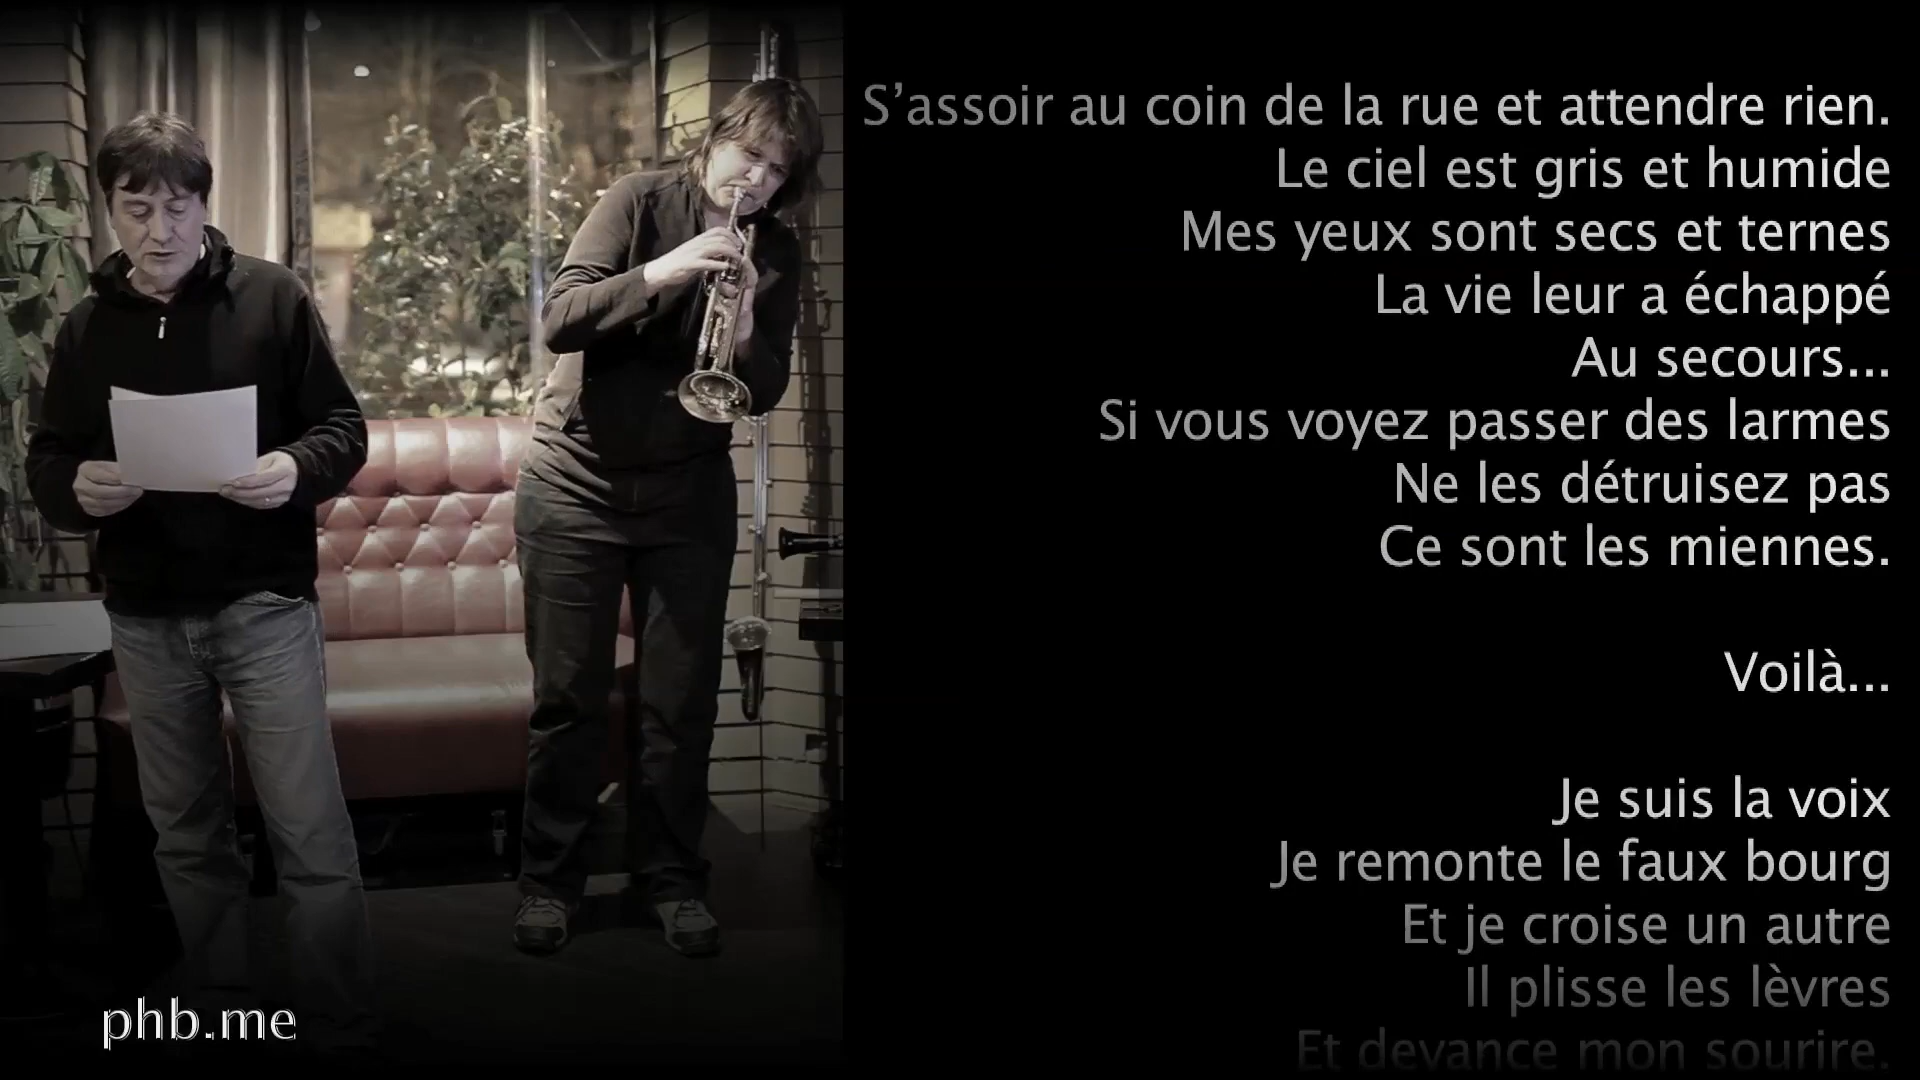 S’assoir au coin de la rue et attendre rien.
Le ciel est gris et humide
Mes yeux sont secs et ternes
La vie leur a échappé
Au secours...
Si vous voyez passer des larmes
Ne les détruisez pas
Ce sont les miennes.
Voilà...
Je suis la voix
Je remonte le faux bourg
Et je croise un autre
Il plisse les lèvres
Et devance mon sourire.
phb.me